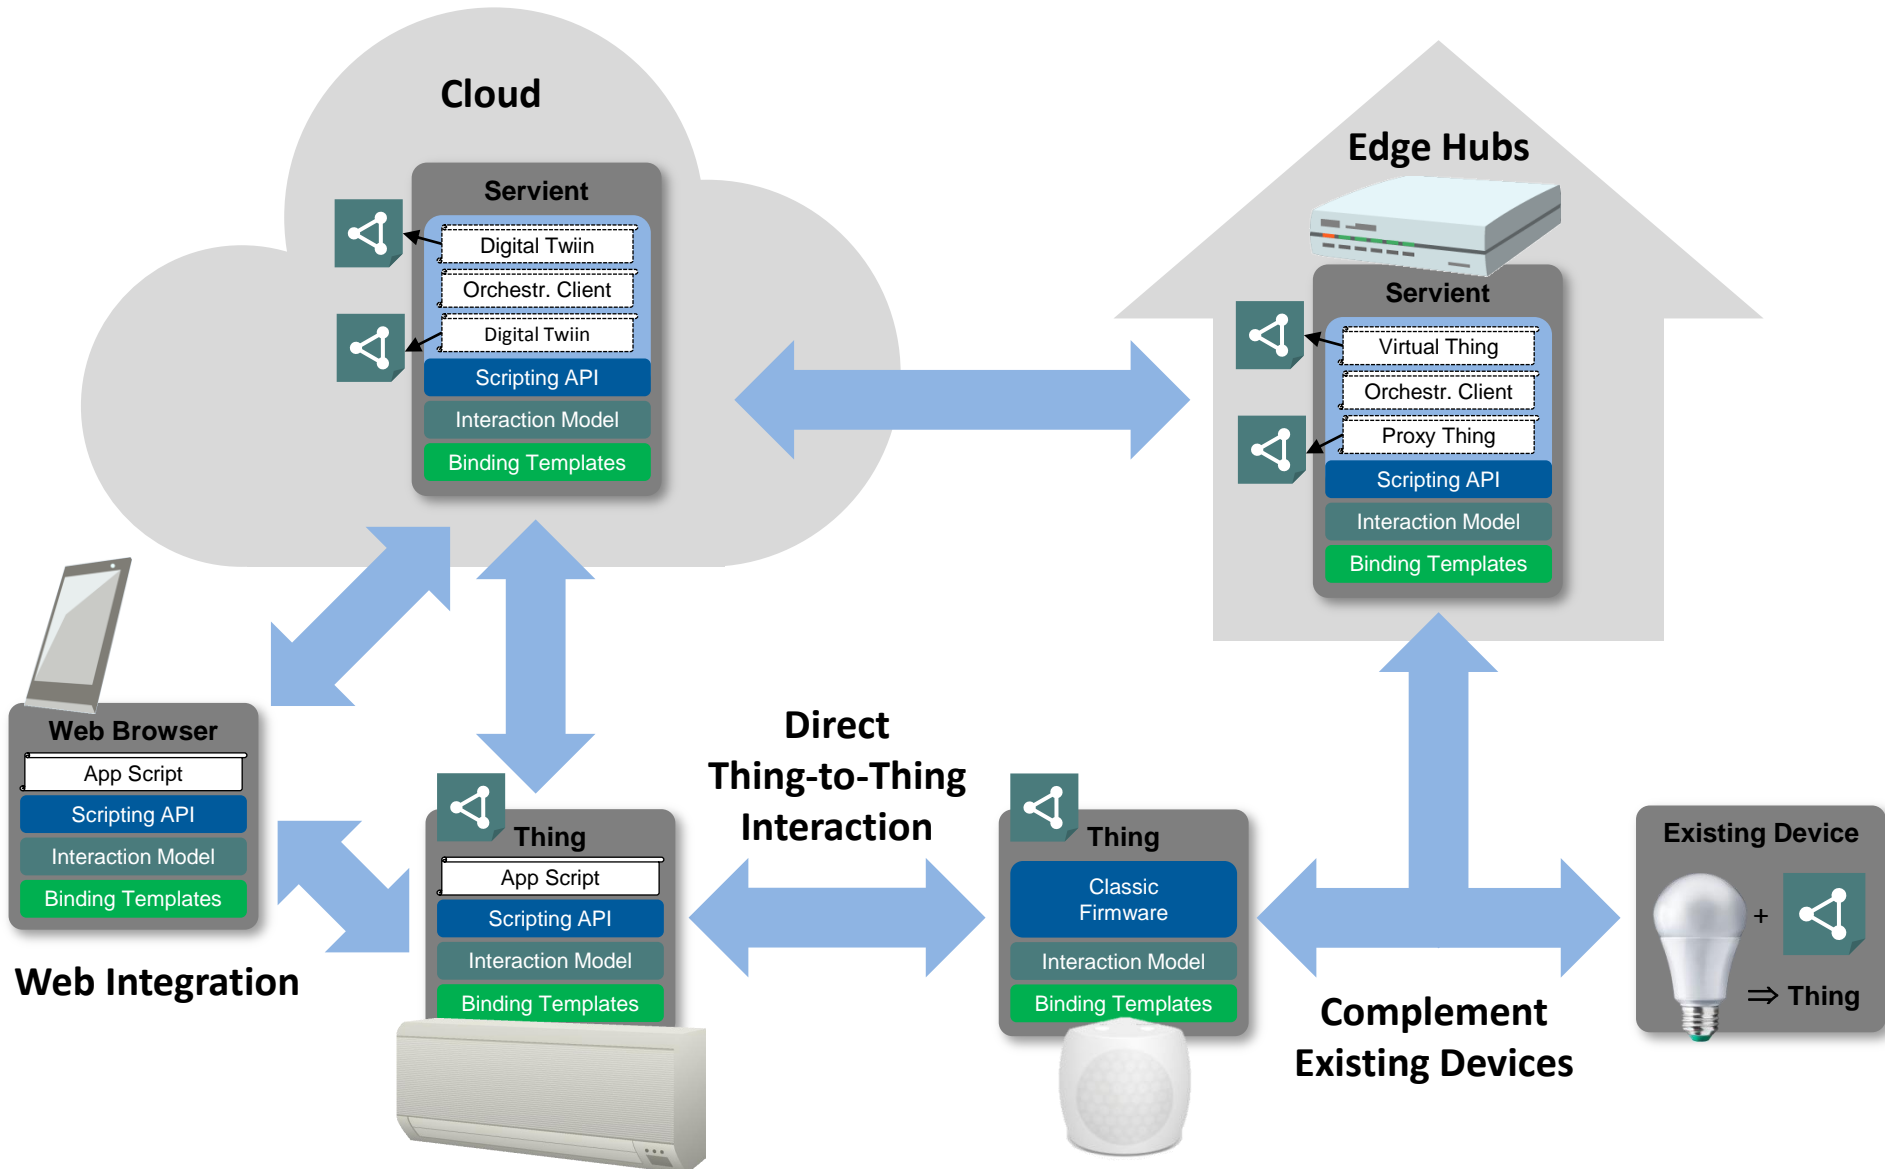 Cloud
Servient
Digital Twiin
Orchestr. Client
Digital Twiin
Scripting API
Interaction Model
Binding Templates
Edge Hubs
Servient
Virtual Thing
Orchestr. Client
Proxy Thing
Scripting API
Interaction Model
Binding Templates
Web Browser
App Script
Scripting API
Interaction Model
Binding Templates
Web Integration
Thing
App Script
Scripting API
Interaction Model
Binding Templates
Direct
Thing-to-Thing
Interaction
Thing
Classic
Firmware
Interaction Model
Binding Templates
Complement
Existing Devices
Existing Device
+
⇒ Thing